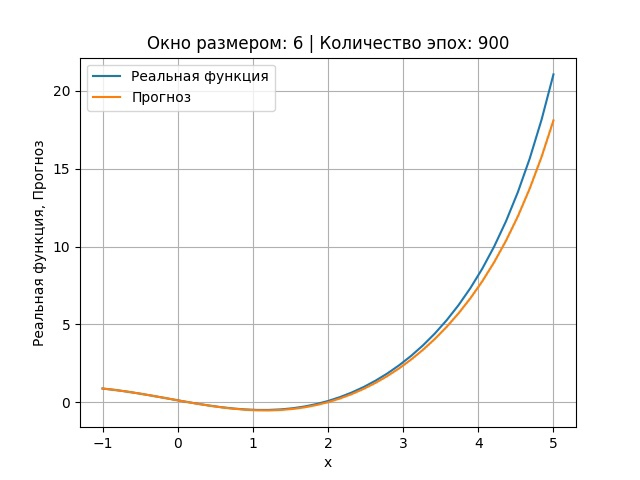 Окно размером: 6 | Количество эпох: 900
Реальная функция
Прогноз
Реальная функция, Прогноз
20
15
10
5
0
−1 0 1 2 3 4 5
x